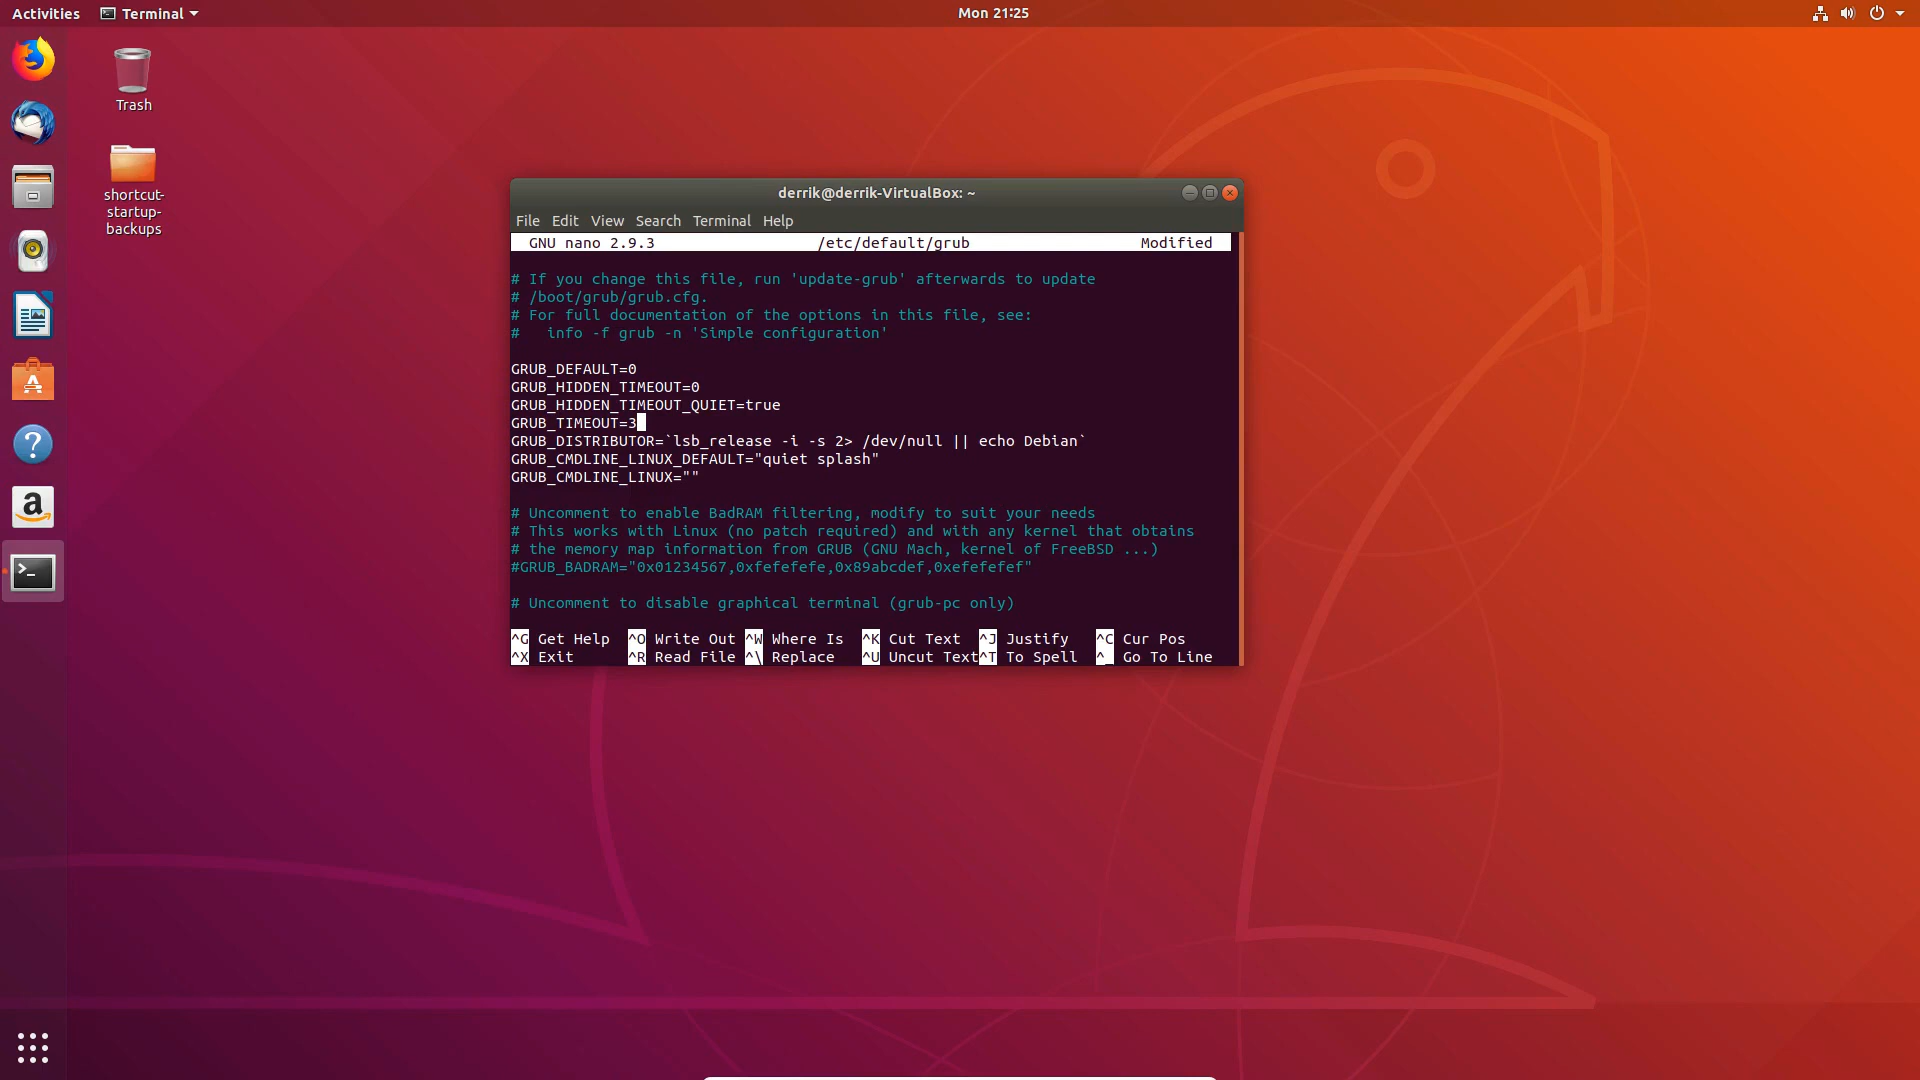 Activities Terminal Mon 21:25
Trash
shortcut-
startup-
backups
derrik@derrik-VirtualBox: ~
File Edit View Search Terminal Help
GNU nano 2.9.3 /etc/default/grub Modified
# If you change this file, run 'update-grub' afterwards to update
# /boot/grub/grub.cfg.
# For full documentation of the options in this file, see:
#   info -f grub -n 'Simple configuration'
GRUB_DEFAULT=0
GRUB_HIDDEN_TIMEOUT=0
GRUB_HIDDEN_TIMEOUT_QUIET=true
GRUB_TIMEOUT=3
GRUB_DISTRIBUTOR=`lsb_release -i -s 2> /dev/null || echo Debian`
GRUB_CMDLINE_LINUX_DEFAULT="quiet splash"
GRUB_CMDLINE_LINUX=""
# Uncomment to enable BadRAM filtering, modify to suit your needs
# This works with Linux (no patch required) and with any kernel that obtains
# the memory map information from GRUB (GNU Mach, kernel of FreeBSD ...)
#GRUB_BADRAM="0x01234567,0xfefefefe,0x89abcdef,0xefefefef"
# Uncomment to disable graphical terminal (grub-pc only)
^G Get Help ^O Write Out ^W Where Is ^K Cut Text ^J Justify ^C Cur Pos
^X Exit ^R Read File ^\ Replace ^U Uncut Text ^T To Spell ^_ Go To Line